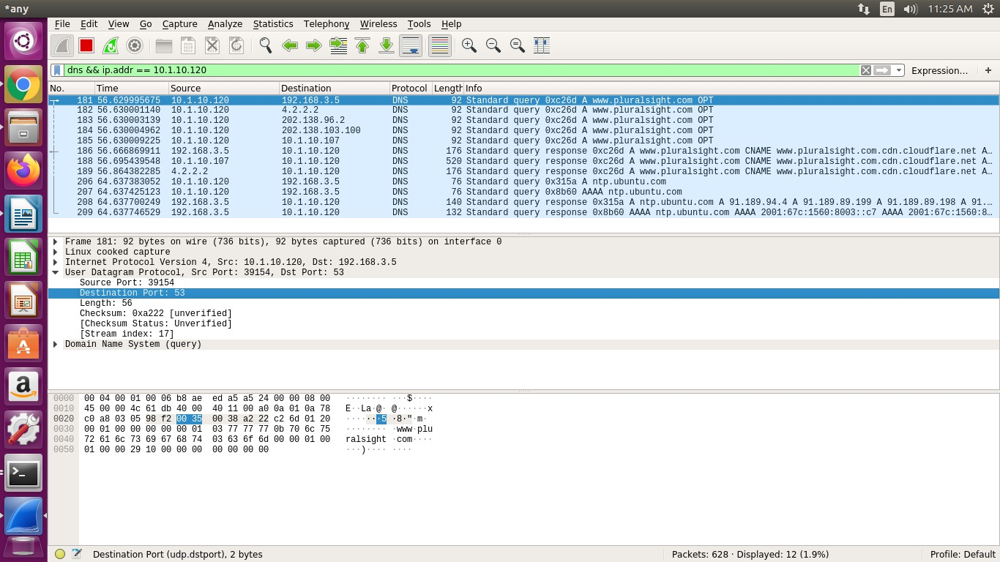 *any
En
11:25 AM
File Edit View Go Capture Analyze Statistics Telephony Wireless Tools Help
dns && ip.addr == 10.1.10.120
Expression…
+
No. Time Source Destination Protocol Length Info
181 56.629995675 10.1.10.120 192.168.3.5 DNS 92 Standard query 0xc26d A www.pluralsight.com OPT
182 56.630001140 10.1.10.120 4.2.2.2 DNS 92 Standard query 0xc26d A www.pluralsight.com OPT
183 56.630003139 10.1.10.120 202.138.96.2 DNS 92 Standard query 0xc26d A www.pluralsight.com OPT
184 56.630004962 10.1.10.120 202.138.103.100 DNS 92 Standard query 0xc26d A www.pluralsight.com OPT
185 56.630009225 10.1.10.120 10.1.10.107 DNS 92 Standard query 0xc26d A www.pluralsight.com OPT
186 56.666869911 192.168.3.5 10.1.10.120 DNS 176 Standard query response 0xc26d A www.pluralsight.com CNAME www.pluralsight.com.cdn.cloudflare.net A…
188 56.695439508 10.1.10.107 10.1.10.120 DNS 520 Standard query response 0xc26d A www.pluralsight.com CNAME www.pluralsight.com.cdn.cloudflare.net A…
189 56.864382285 4.2.2.2 10.1.10.120 DNS 176 Standard query response 0xc26d A www.pluralsight.com CNAME www.pluralsight.com.cdn.cloudflare.net A…
206 64.637383052 10.1.10.120 192.168.3.5 DNS 76 Standard query 0x315a A ntp.ubuntu.com
207 64.637425123 10.1.10.120 192.168.3.5 DNS 76 Standard query 0x8b60 AAAA ntp.ubuntu.com
208 64.637700249 192.168.3.5 10.1.10.120 DNS 140 Standard query response 0x315a A ntp.ubuntu.com A 91.189.94.4 A 91.189.89.199 A 91.189.89.198 A 91.…
209 64.637746529 192.168.3.5 10.1.10.120 DNS 132 Standard query response 0x8b60 AAAA ntp.ubuntu.com AAAA 2001:67c:1560:8003::c7 AAAA 2001:67c:1560:8…
Frame 181: 92 bytes on wire (736 bits), 92 bytes captured (736 bits) on interface 0
Linux cooked capture
Internet Protocol Version 4, Src: 10.1.10.120, Dst: 192.168.3.5
User Datagram Protocol, Src Port: 39154, Dst Port: 53
Source Port: 39154
Destination Port: 53
Length: 56
Checksum: 0xa222 [unverified]
[Checksum Status: Unverified]
[Stream index: 17]
Domain Name System (query)
0000 00 04 00 01 00 06 b8 ae ed a5 a5 24 00 00 08 00 ········ ···$····
0010 45 00 00 4c 61 db 40 00 40 11 00 a0 0a 01 0a 78 E··La·@· @······x
0020 c0 a8 03 05 98 f2 00 35 00 38 a2 22 c2 6d 01 20 ·······5 ·8·"·m·
0030 00 01 00 00 00 00 00 01 03 77 77 77 0b 70 6c 75 ········ ·www·plu
0040 72 61 6c 73 69 67 68 74 03 63 6f 6d 00 00 01 00 ralsight ·com····
0050 01 00 00 29 10 00 00 00 00 00 00 00 ···)···· ····
Destination Port (udp.dstport), 2 bytes
Packets: 628 · Displayed: 12 (1.9%)
Profile: Default